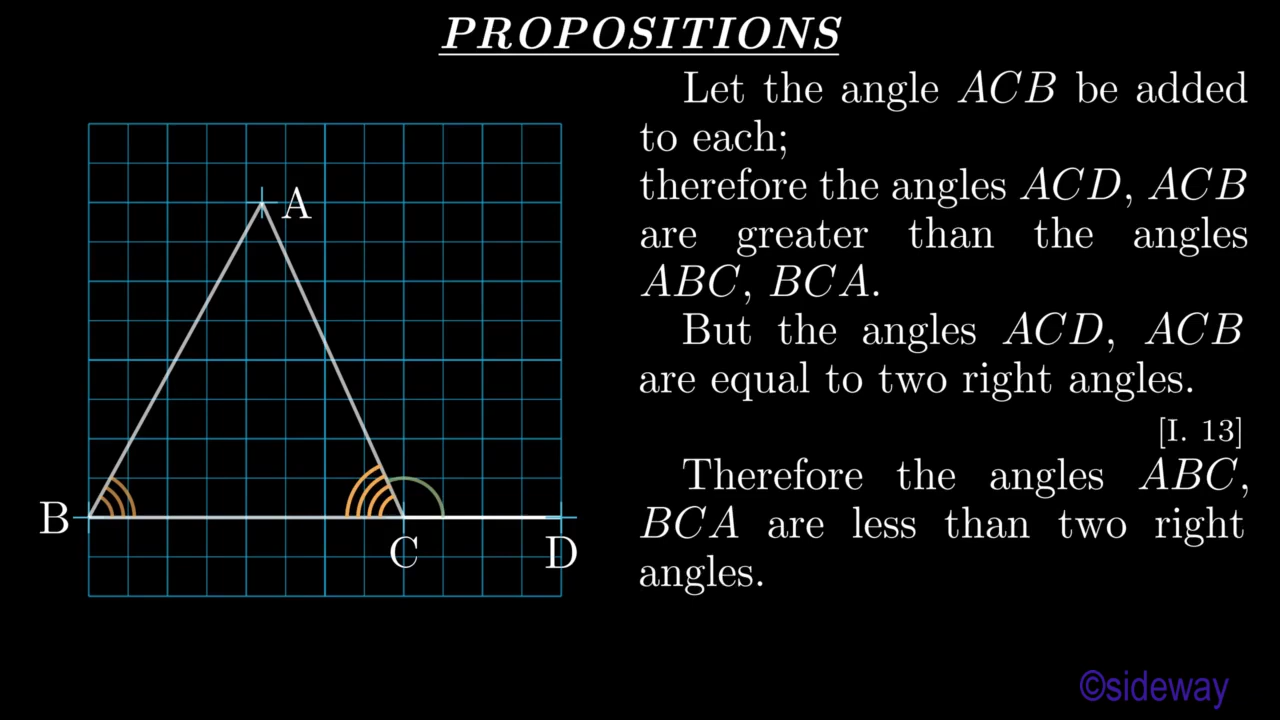 PROPOSITIONS
Let the angle ACB be added
to each;
therefore the angles ACD, ACB
are greater than the angles
ABC, BCA.
But the angles ACD, ACB
are equal to two right angles.
[I. 13]
Therefore the angles ABC,
BCA are less than two right
angles.
A
B
C
D
©sideway